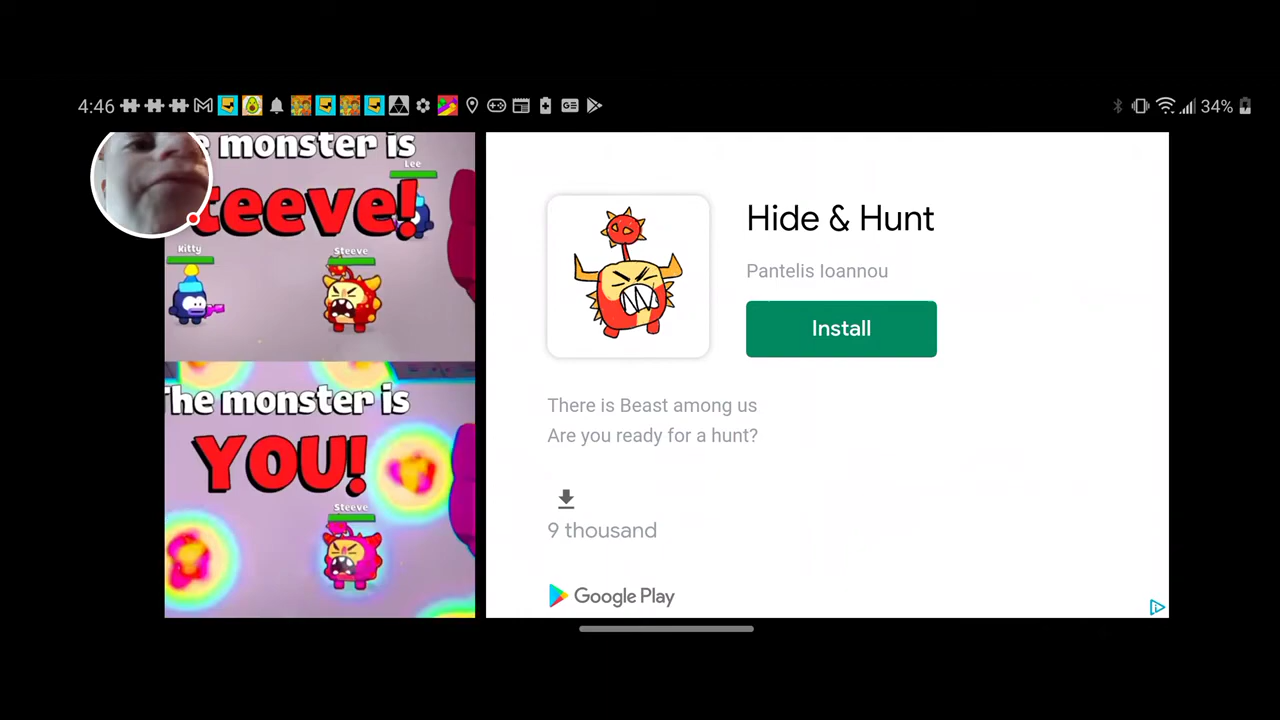 4:46
34%
e monster is
teeve!
Lee
Kitty
Steeve
The monster is
YOU!
Steeve
Hide & Hunt
Pantelis Ioannou
Install
There is Beast among us
Are you ready for a hunt?
9 thousand
Google Play